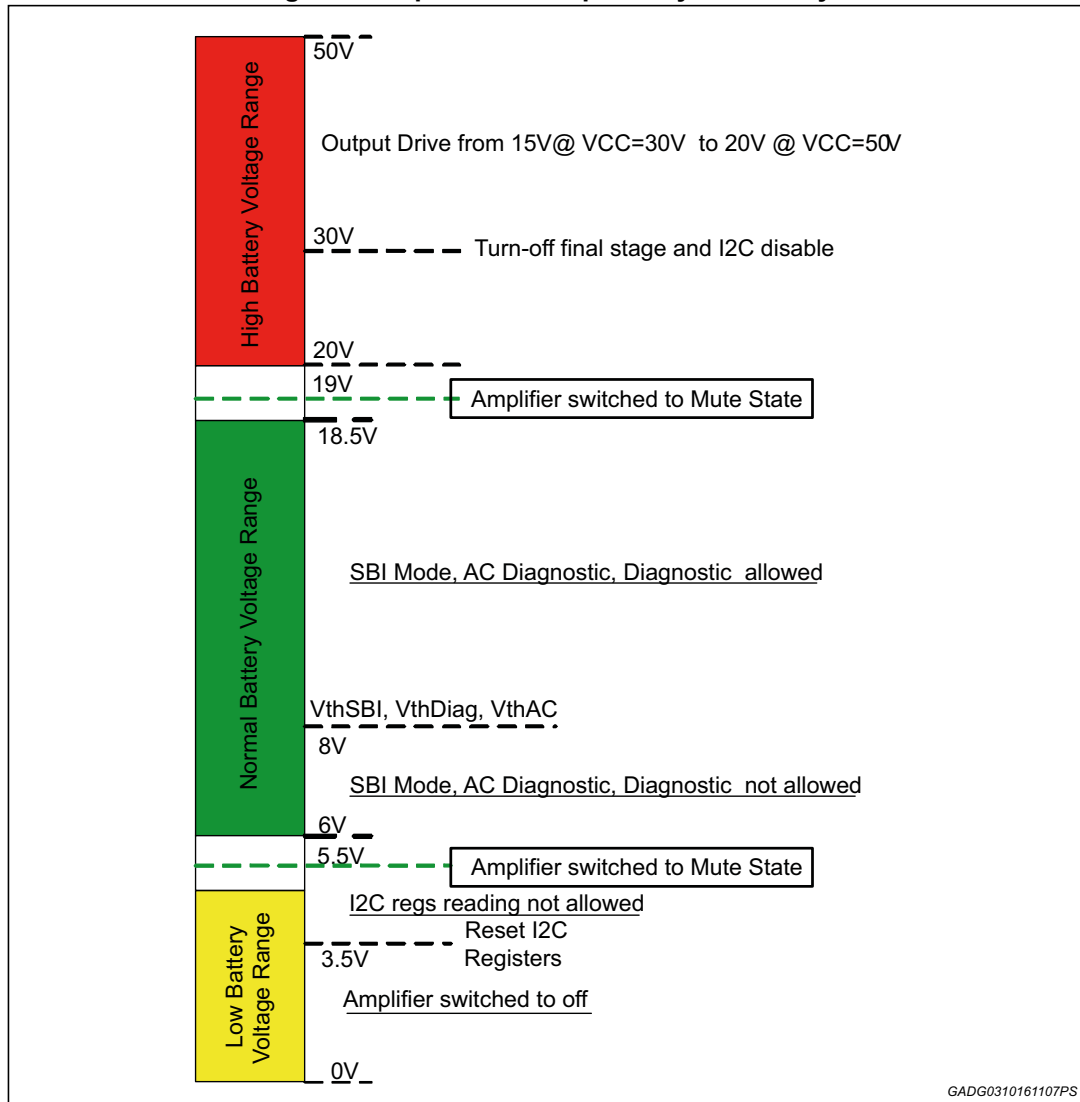 50V
High Battery Voltage Range
Output Drive from 15V@ VCC=30V to 20V @ VCC=50V
30V
Turn-off final stage and I2C disable
20V
19V
Amplifier switched to Mute State
18.5V
Normal Battery Voltage Range
SBI Mode, AC Diagnostic, Diagnostic allowed
VthSBI, VthDiag, VthAC
8V
SBI Mode, AC Diagnostic, Diagnostic not allowed
6V
5.5V
Amplifier switched to Mute State
I2C regs reading not allowed
Low Battery
Voltage Range
Reset I2C
Registers
3.5V
Amplifier switched to off
0V
GADG0310161107PS